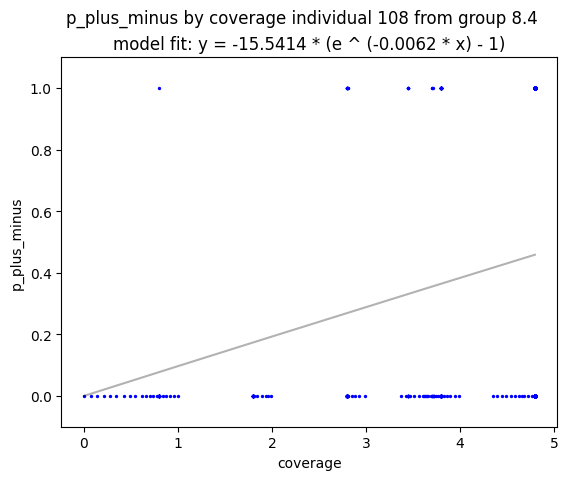 p_plus_minus by coverage individual 108 from group 8.4
model fit: y = -15.5414 * (e ^ (-0.0062 * x) - 1)
p_plus_minus
1.0
0.8
0.6
0.4
0.2
0.0
0 1 2 3 4 5
coverage